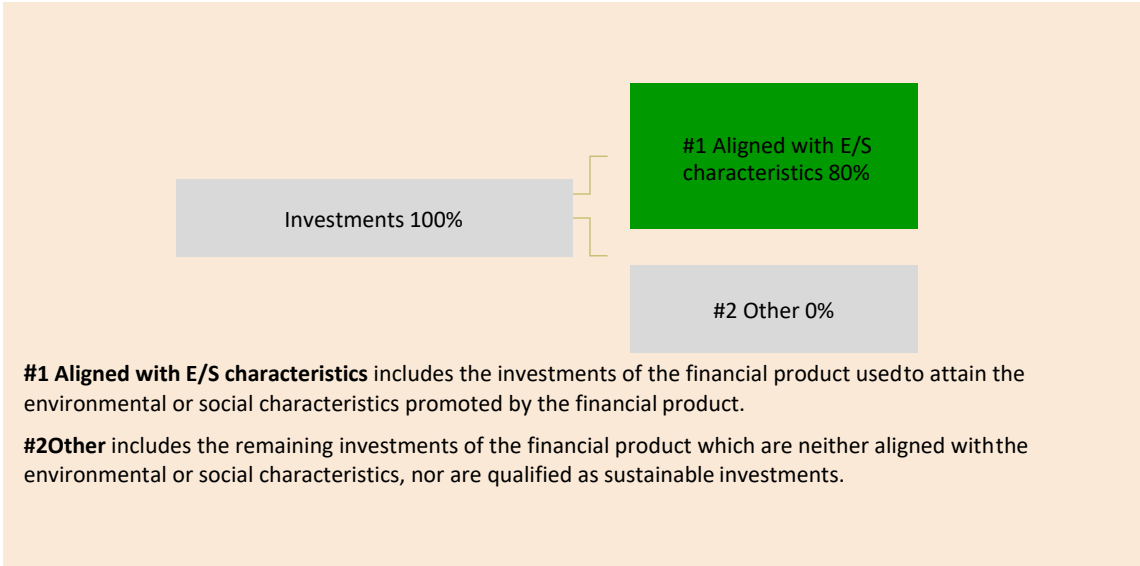 #1 Aligned with E/S
characteristics 80%
Investments 100%
#2 Other 0%
#1 Aligned with E/S characteristics includes the investments of the financial product usedto attain the
environmental or social characteristics promoted by the financial product.
#2Other includes the remaining investments of the financial product which are neither aligned withthe
environmental or social characteristics, nor are qualified as sustainable investments.